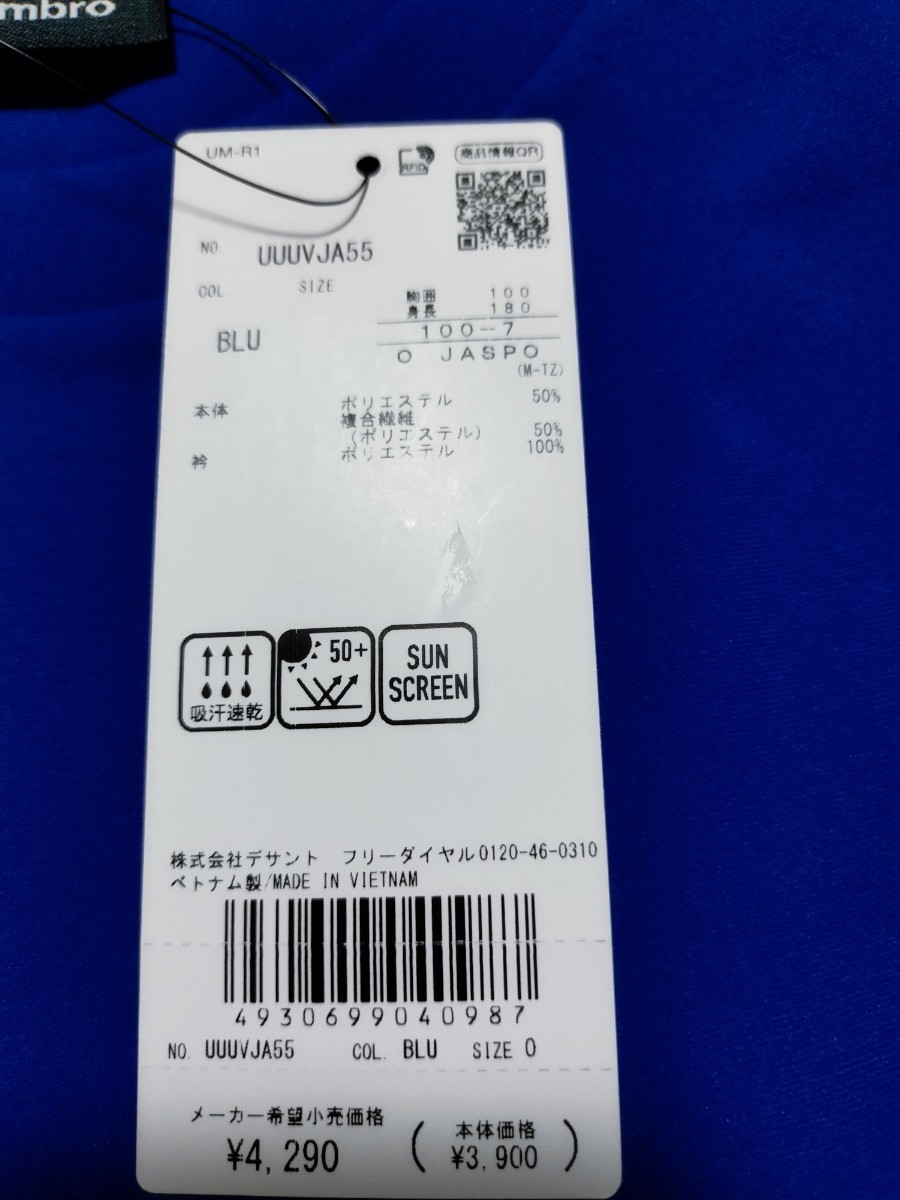 mbro
UM-R1
RFID
商品情報QR
NO. UUUVJA55
COL. SIZE
胸囲 100
身長 180
BLU
100-7
O JASPO
(M-TZ)
本体 ポリエステル 50%
複合繊維
(ポリエステル) 50%
衿 ポリエステル 100%
吸汗速乾
50+
SUN
SCREEN
株式会社デサント フリーダイヤル0120-46-0310
ベトナム製/MADE IN VIETNAM
4930699040987
NO. UUUVJA55 COL. BLU SIZE O
メーカー希望小売価格
¥4,290
(本体価格
¥3,900)